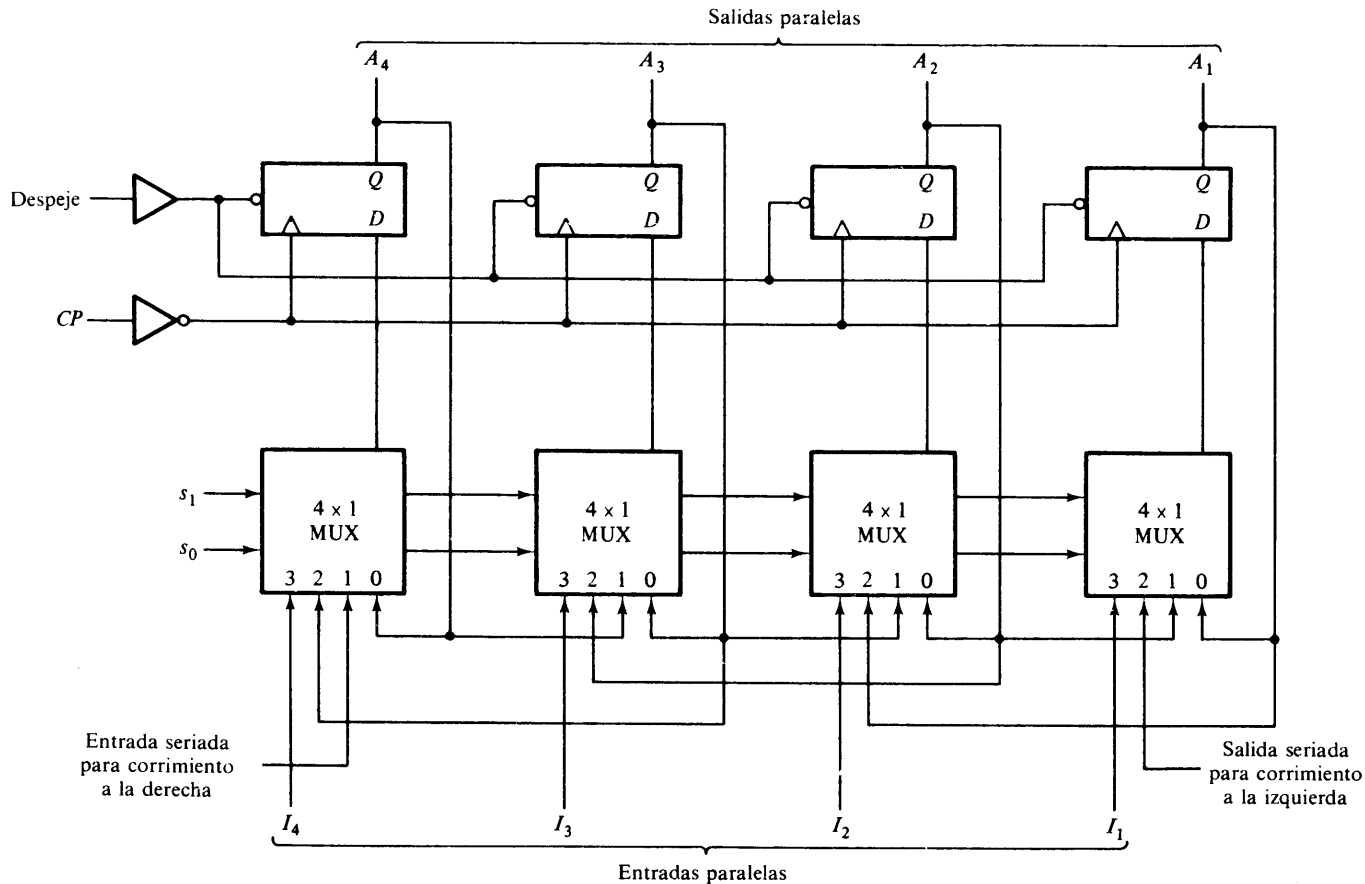 Salidas paralelas
A4 A3 A2 A1
Despeje
Q Q Q Q
D D D D
CP
s1
s0
4 × 1
MUX
4 × 1
MUX
4 × 1
MUX
4 × 1
MUX
3 2 1 0 3 2 1 0 3 2 1 0 3 2 1 0
Entrada seriada
para corrimiento
a la derecha
Salida seriada
para corrimiento
a la izquierda
I4 I3 I2 I1
Entradas paralelas